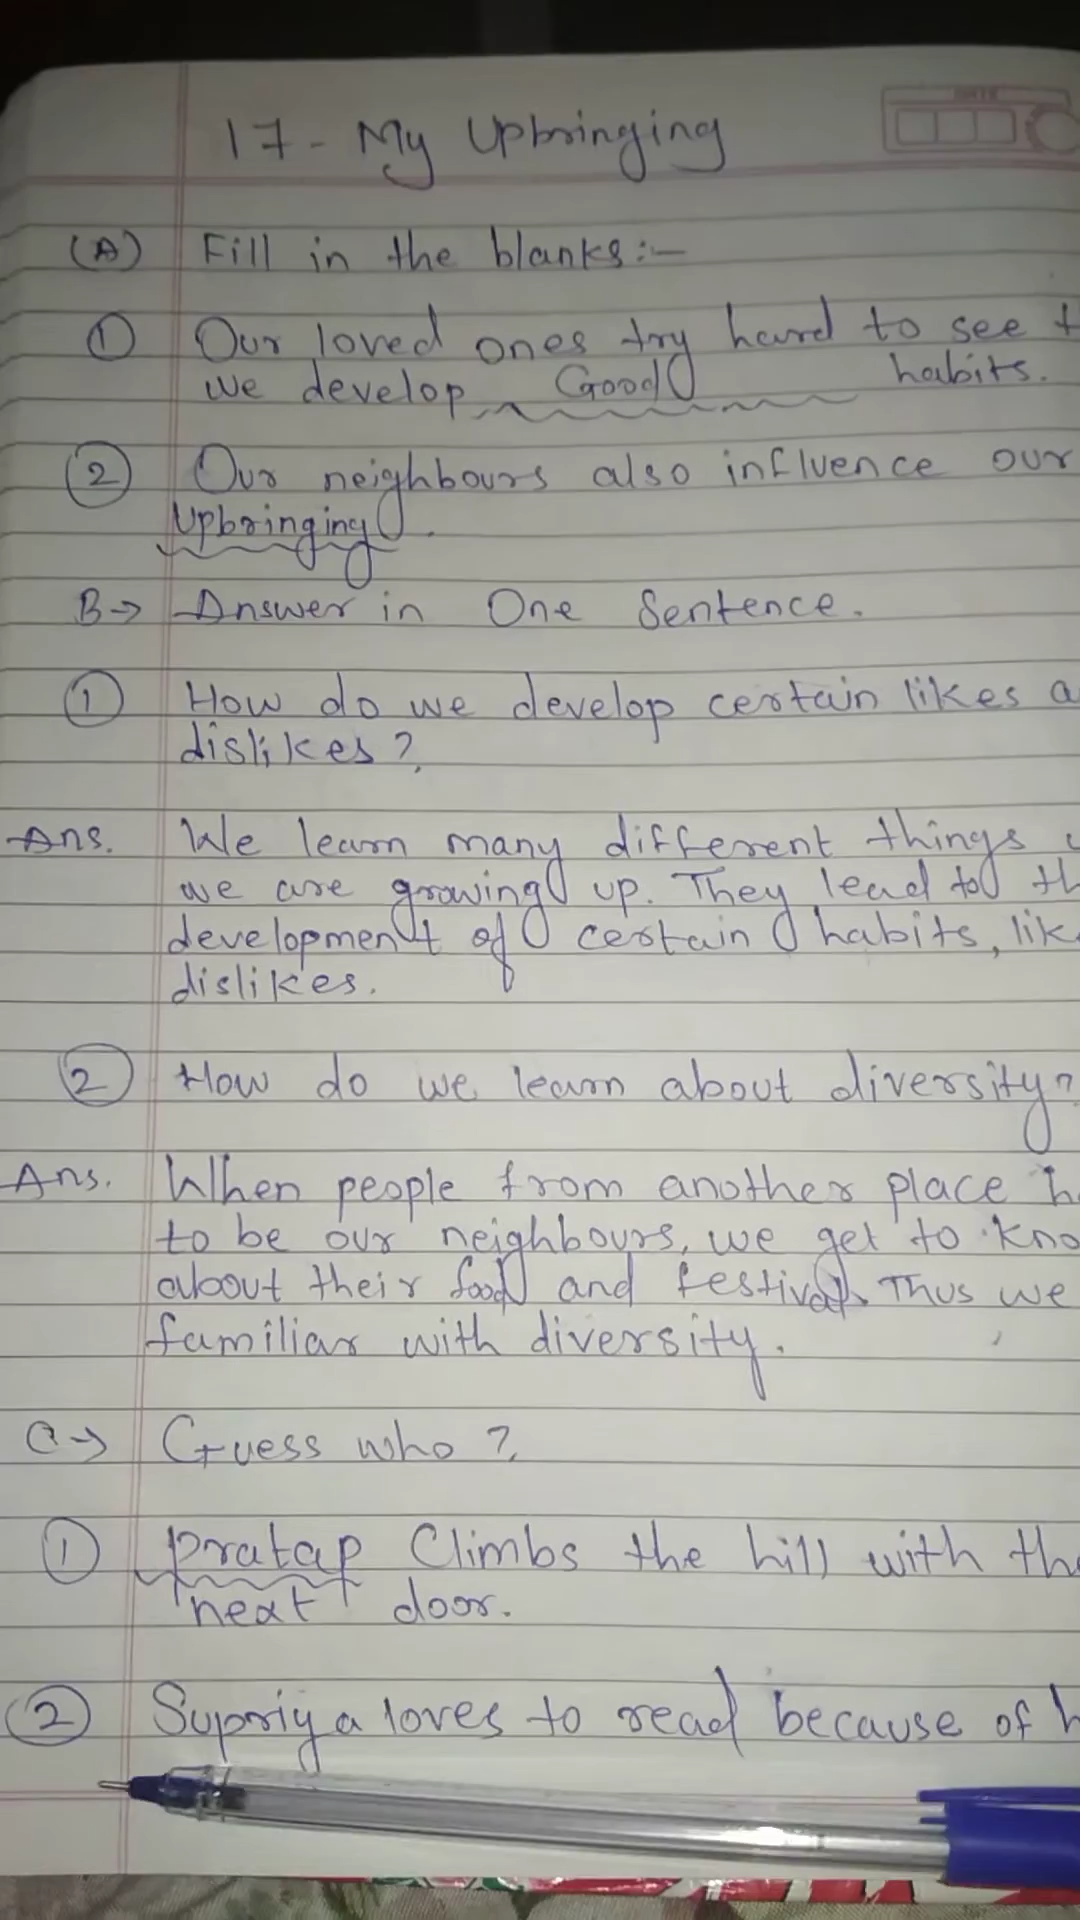 17 - My Upbringing
DATE
(A) Fill in the blanks :-
① Our loved ones try hard to see
we develop Good habits.
② Our neighbours also influence our
Upbringing.
B→ Answer in One Sentence.
① How do we develop certain likes
dislikes?
Ans. We learn many different things
we are growing up. They lead to
development of certain habits,
dislikes.
② How do we learn about diversity?
Ans. When people from another place
to be our neighbours, we get to
about their food and festival. Thus we
familiar with diversity.
C→ Guess who?
① Pratap Climbs the hill with
next door.
② Supriya loves to read because of